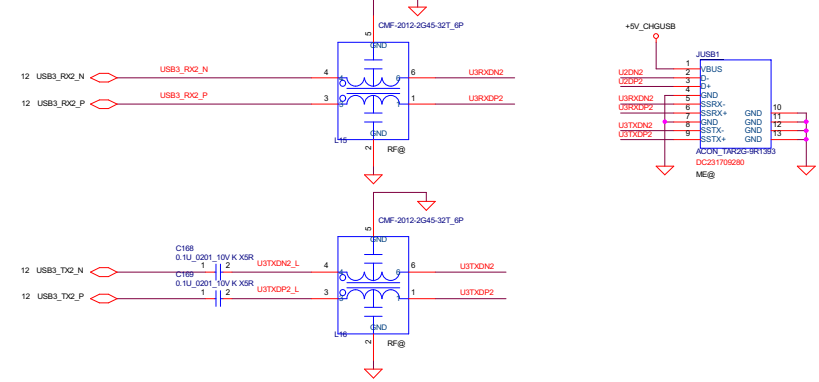 CMF-2012-2G45-32T_6P
5
GND
12 USB3_RX2_N
USB3_RX2_N
4
6
U3RXDN2
12 USB3_RX2_P
USB3_RX2_P
3
1
U3RXDP2
GND
L15
2
RF@
+5V_CHGUSB
JUSB1
1
VBUS
U2DN2
2
D-
U2DP2
3
D+
4
GND
U3RXDN2
5
SSRX-
U3RXDP2
6
SSRX+
GND
10
7
GND
GND
11
U3TXDN2
8
SSTX-
GND
12
U3TXDP2
9
SSTX+
GND
13
ACON_TAR2G-9R1393
DC231709280
ME@
CMF-2012-2G45-32T_6P
5
GND
C168
0.1U_0201_10V K X5R
12 USB3_TX2_N
1
2
U3TXDN2_L
4
6
U3TXDN2
C169
0.1U_0201_10V K X5R
12 USB3_TX2_P
1
2
U3TXDP2_L
3
1
U3TXDP2
GND
L16
2
RF@